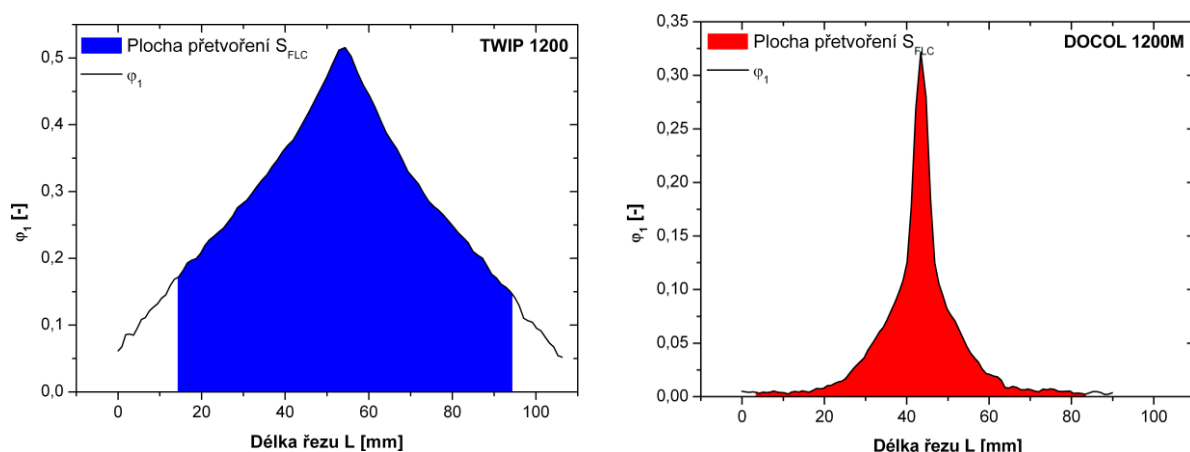 Plocha přetvoření S_FLC
TWIP 1200
φ₁
0,5
0,4
0,3
0,2
0,1
0,0
φ₁ [-]
0 20 40 60 80 100
Délka řezu L [mm]
0,35
Plocha přetvoření S_FLC
DOCOL 1200M
φ₁
0,30
0,25
0,20
0,15
0,10
0,05
0,00
φ₁ [-]
0 20 40 60 80 100
Délka řezu L [mm]